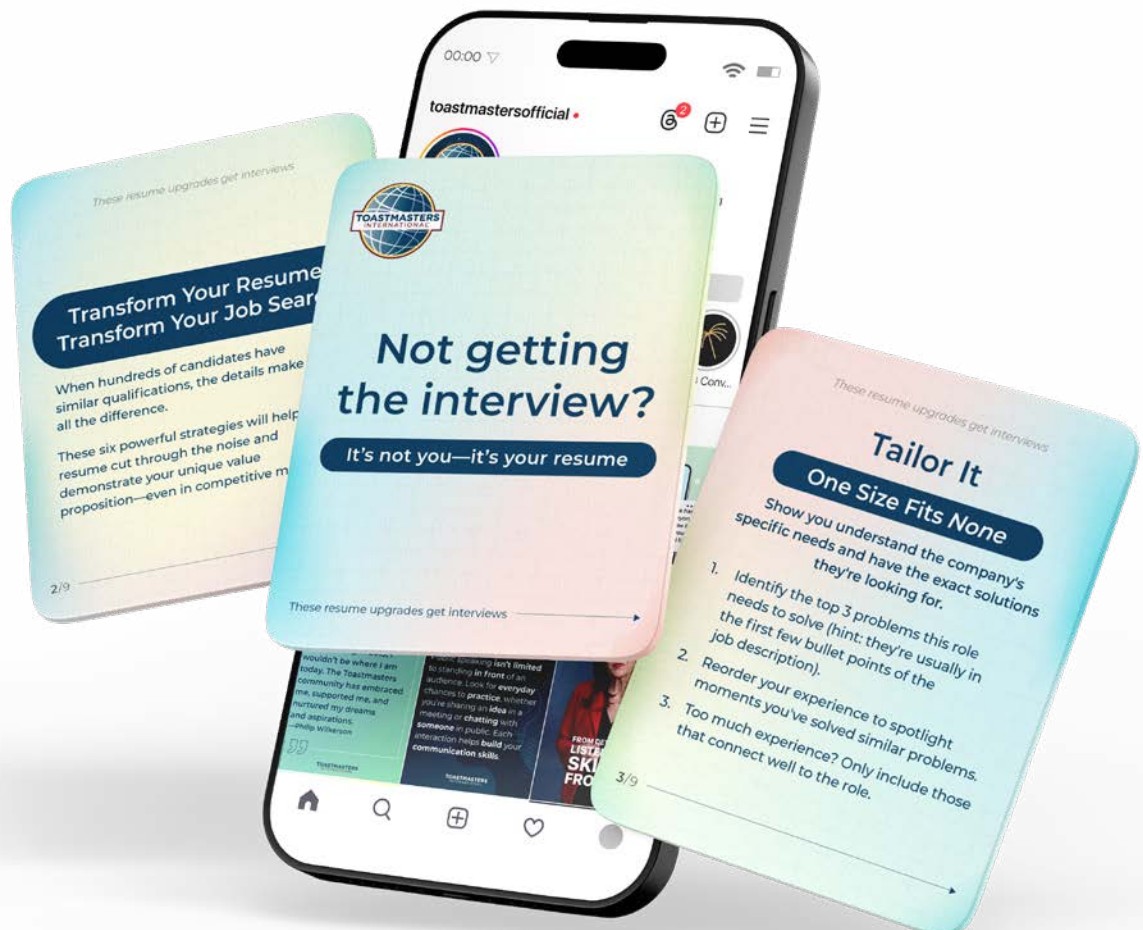 00:00
toastmastersofficial
2
These resume upgrades get interviews
Transform Your Resume
Transform Your Job
When hundreds of candidates have
similar qualifications, the details make
all the difference.
These six powerful strategies will help
resume cut through the noise and
demonstrate your unique value
proposition—even in competitive
2/9
TOASTMASTERS
INTERNATIONAL
Not getting
the interview?
It's not you—it's your resume
These resume upgrades get interviews
Conv...
These resume upgrades get interviews
Tailor It
One Size Fits None
Show you understand the company's
specific needs and have the exact solutions
they're looking for.
1. Identify the top 3 problems this role
needs to solve (hint: they're usually in
the first few bullet points of the
job description).
2. Reorder your experience to spotlight
moments you've solved similar problems.
3. Too much experience? Only include those
that connect well to the role.
3/9
wouldn't be where I am
today. The Toastmasters
community has embraced
me, supported me, and
nurtured my dreams
and aspirations.
—Philip Wilkerson
TOASTMASTERS
INTERNATIONAL
Public speaking isn't limited
to standing in front of an
audience. Look for everyday
chances to practice, whether
you're sharing an idea in a
meeting or chatting with
someone in public. Each
interaction helps build your
communication skills.
TOASTMASTERS
INTERNATIONAL